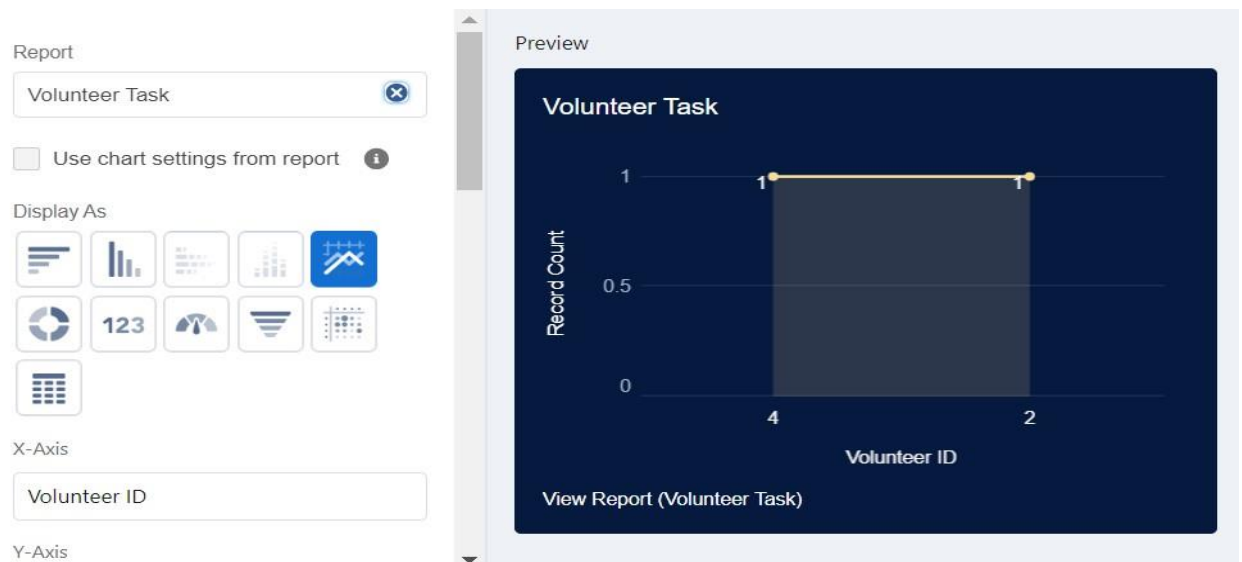 Report
Volunteer Task
Use chart settings from report
Display As
123
X-Axis
Volunteer ID
Y-Axis
Preview
Volunteer Task
1
1 1
0.5
0
Record Count
4 2
Volunteer ID
View Report (Volunteer Task)